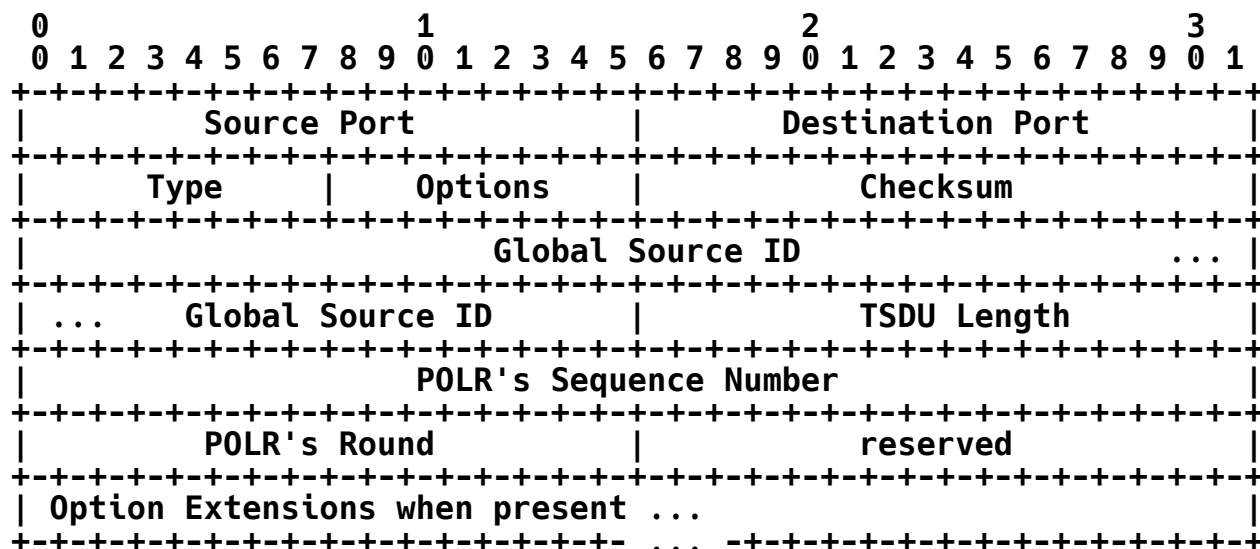 0                   1                   2                   3
 0 1 2 3 4 5 6 7 8 9 0 1 2 3 4 5 6 7 8 9 0 1 2 3 4 5 6 7 8 9 0 1
+-+-+-+-+-+-+-+-+-+-+-+-+-+-+-+-+-+-+-+-+-+-+-+-+-+-+-+-+-+-+-+-+
|         Source Port           |       Destination Port        |
+-+-+-+-+-+-+-+-+-+-+-+-+-+-+-+-+-+-+-+-+-+-+-+-+-+-+-+-+-+-+-+-+
|      Type     |    Options    |           Checksum            |
+-+-+-+-+-+-+-+-+-+-+-+-+-+-+-+-+-+-+-+-+-+-+-+-+-+-+-+-+-+-+-+-+
|                        Global Source ID                   ... |
+-+-+-+-+-+-+-+-+-+-+-+-+-+-+-+-+-+-+-+-+-+-+-+-+-+-+-+-+-+-+-+-+
| ...    Global Source ID       |           TSDU Length         |
+-+-+-+-+-+-+-+-+-+-+-+-+-+-+-+-+-+-+-+-+-+-+-+-+-+-+-+-+-+-+-+-+
|                    POLR's Sequence Number                     |
+-+-+-+-+-+-+-+-+-+-+-+-+-+-+-+-+-+-+-+-+-+-+-+-+-+-+-+-+-+-+-+-+
|         POLR's Round          |           reserved            |
+-+-+-+-+-+-+-+-+-+-+-+-+-+-+-+-+-+-+-+-+-+-+-+-+-+-+-+-+-+-+-+-+
| Option Extensions when present ...                            |
+-+-+-+-+-+-+-+-+-+-+-+-+-+-+-+- ... -+-+-+-+-+-+-+-+-+-+-+-+-+-+